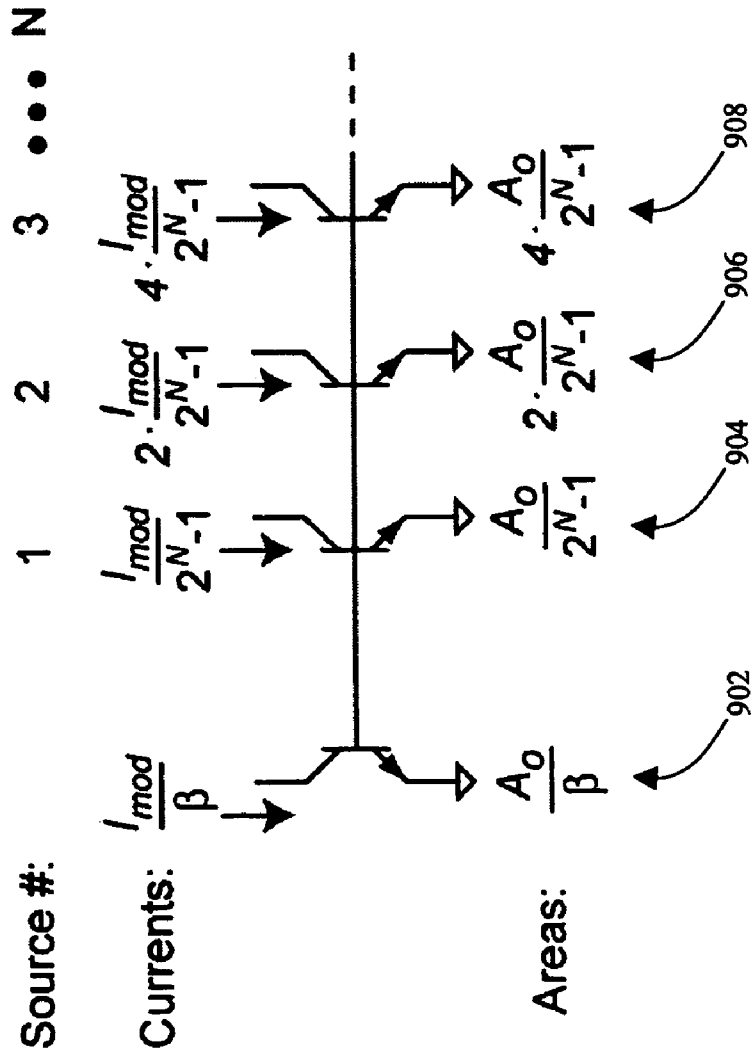 Source #: 1 2 3 ••• N
Currents: I_mod/β I_mod/2^N-1 2·I_mod/2^N-1 4·I_mod/2^N-1
Areas: A_o/β A_o/2^N-1 2·A_o/2^N-1 4·A_o/2^N-1
902 904 906 908